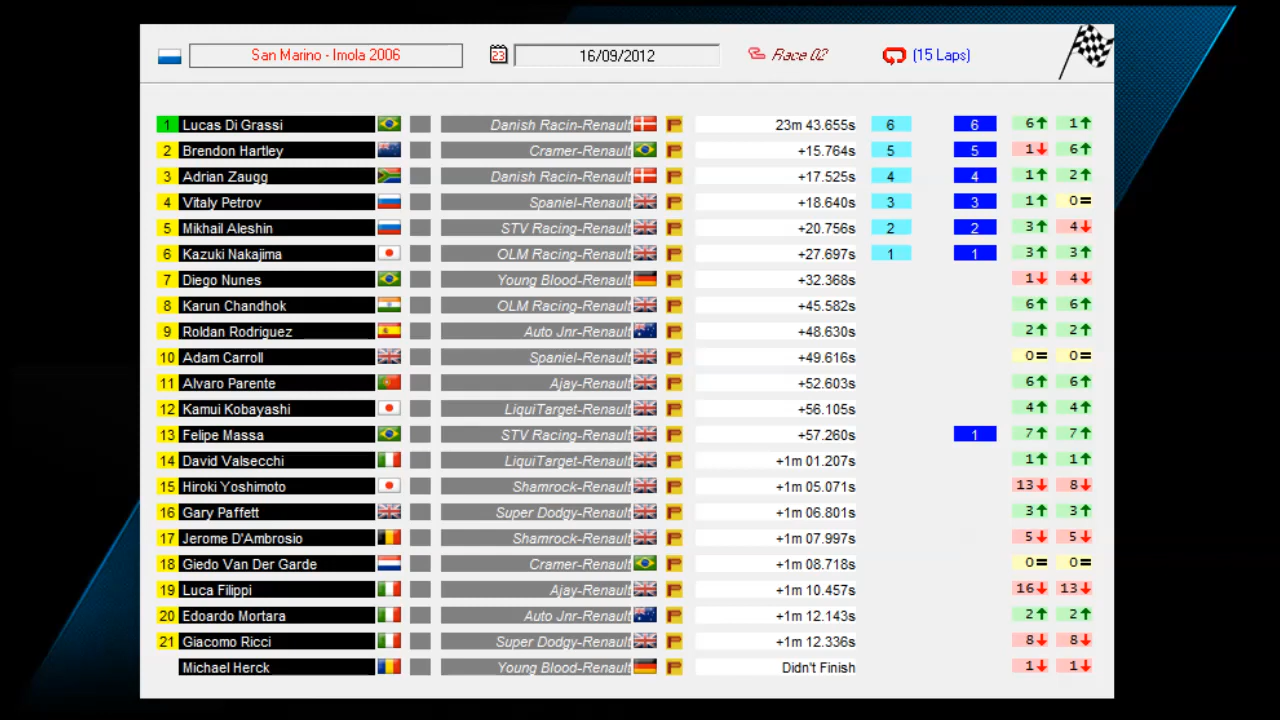 San Marino - Imola 2006 23 16/09/2012 Race 02 (15 Laps)
1 Lucas Di Grassi Danish Racin-Renault 23m 43.655s 6 6 6 1
2 Brendon Hartley Cramer-Renault +15.764s 5 5 1 6
3 Adrian Zaugg Danish Racin-Renault +17.525s 4 4 1 2
4 Vitaly Petrov Spaniel-Renault +18.640s 3 3 1 0=
5 Mikhail Aleshin STV Racing-Renault +20.756s 2 2 3 4
6 Kazuki Nakajima OLM Racing-Renault +27.697s 1 1 3 3
7 Diego Nunes Young Blood-Renault +32.368s 1 4
8 Karun Chandhok OLM Racing-Renault +45.582s 6 6
9 Roldan Rodriguez Auto Jnr-Renault +48.630s 2 2
10 Adam Carroll Spaniel-Renault +49.616s 0= 0=
11 Alvaro Parente Ajay-Renault +52.603s 6 6
12 Kamui Kobayashi LiquiTarget-Renault +56.105s 4 4
13 Felipe Massa STV Racing-Renault +57.260s 1 7 7
14 David Valsecchi LiquiTarget-Renault +1m 01.207s 1 1
15 Hiroki Yoshimoto Shamrock-Renault +1m 05.071s 13 8
16 Gary Paffett Super Dodgy-Renault +1m 06.801s 3 3
17 Jerome D'Ambrosio Shamrock-Renault +1m 07.997s 5 5
18 Giedo Van Der Garde Cramer-Renault +1m 08.718s 0= 0=
19 Luca Filippi Ajay-Renault +1m 10.457s 16 13
20 Edoardo Mortara Auto Jnr-Renault +1m 12.143s 2 2
21 Giacomo Ricci Super Dodgy-Renault +1m 12.336s 8 8
Michael Herck Young Blood-Renault Didn't Finish 1 1